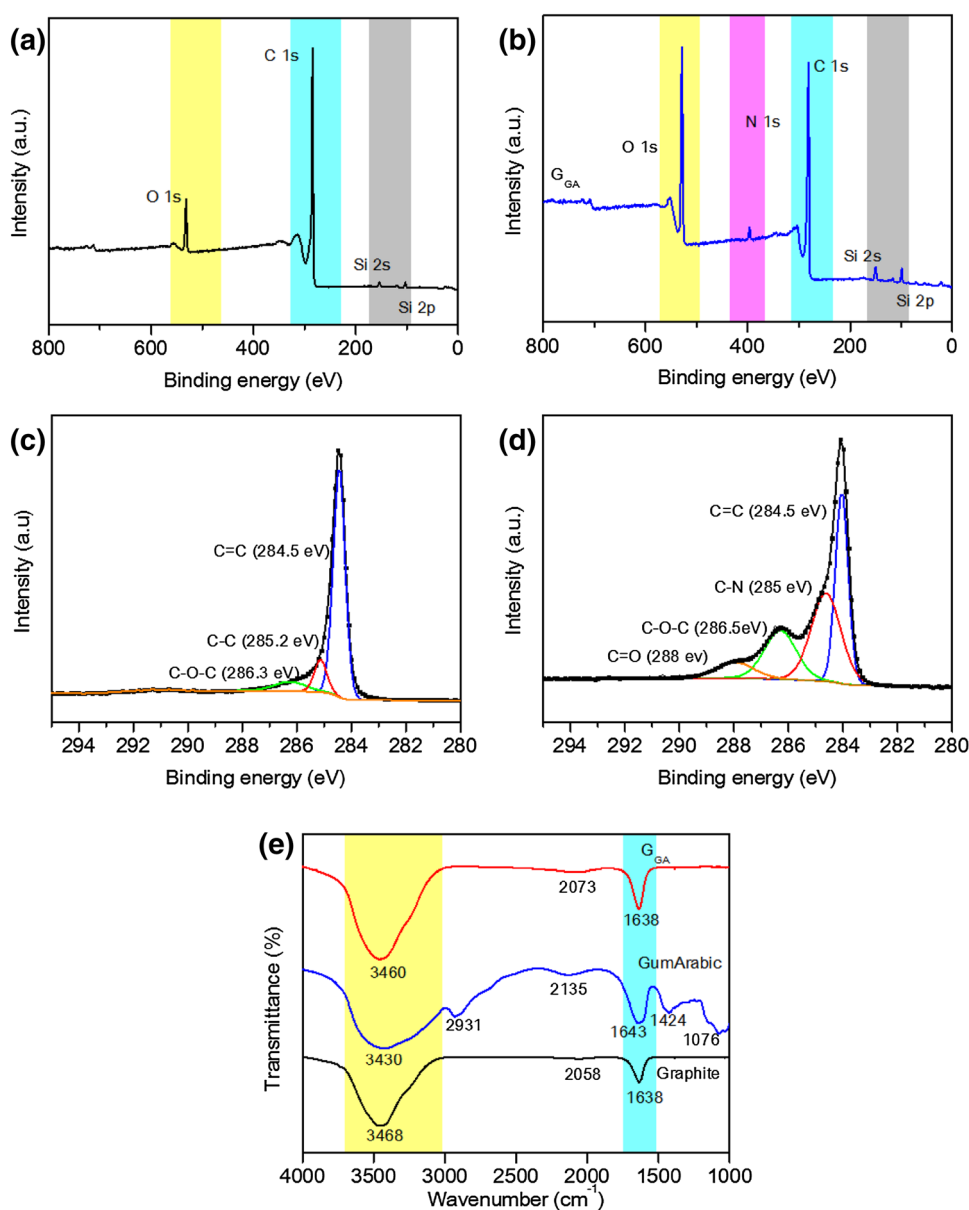 (a)
C 1s
O 1s
Si 2s
Si 2p
Intensity (a.u.)
800 600 400 200 0
Binding energy (eV)
(b)
C 1s
N 1s
O 1s
G_GA
Si 2s
Si 2p
Intensity (a.u.)
800 600 400 200 0
Binding energy (eV)
(c)
C=C (284.5 eV)
C-C (285.2 eV)
C-O-C (286.3 eV)
Intensity (a.u)
294 292 290 288 286 284 282 280
Binding energy (eV)
(d)
C=C (284.5 eV)
C-N (285 eV)
C-O-C (286.5eV)
C=O (288 ev)
Intensity (a.u.)
294 292 290 288 286 284 282 280
Binding energy (eV)
(e)
G_GA
2073
1638
3460
GumArabic
2135
2931
1643
1424
1076
3430
2058
Graphite
1638
3468
Transmittance (%)
4000 3500 3000 2500 2000 1500 1000
Wavenumber (cm⁻¹)